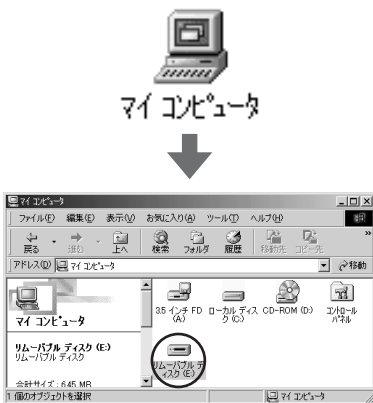 マイ コンピュータ
マイ コンピュータ
ファイル(F) 編集(E) 表示(V) お気に入り(A) ツール(T) ヘルプ(H)
戻る 進む 上へ 検索 フォルダ 履歴 移動先 コピー先 »
アドレス(D) マイ コンピュータ 移動
マイ コンピュータ
リムーバブル ディスク (E:)
リムーバブル ディスク
合計サイズ: 6.45 MB
3.5 インチ FD
(A)
ローカル ディス
ク (C:)
CD-ROM (D:)
コントロール
パネル
リムーバブル デ
ィスク (E:)
1 個のオブジェクトを選択 マイ コンピュータ